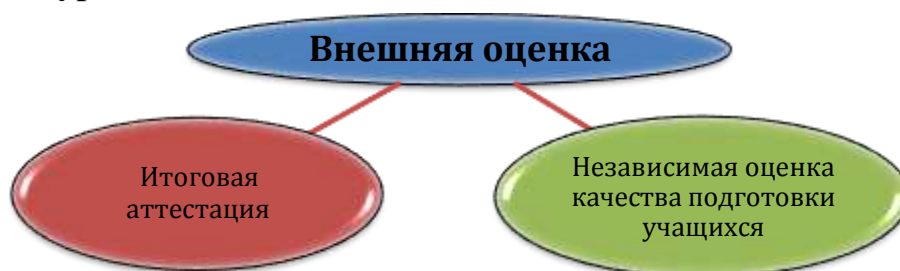 Внешняя оценка
Итоговая
аттестация
Независимая оценка
качества подготовки
учащихся